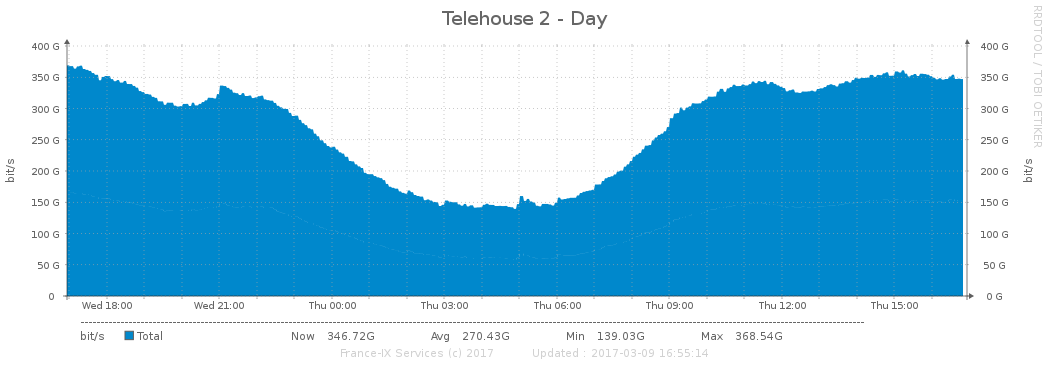 Telehouse 2 - Day
RRDTOOL / TOBI OETIKER
400 G 400 G
350 G 350 G
300 G 300 G
250 G 250 G
200 G 200 G
150 G 150 G
100 G 100 G
50 G 50 G
0 0 G
bit/s bit/s
Wed 18:00 Wed 21:00 Thu 00:00 Thu 03:00 Thu 06:00 Thu 09:00 Thu 12:00 Thu 15:00
bit/s Total Now 346.72G Avg 270.43G Min 139.03G Max 368.54G
France-IX Services (c) 2017 Updated : 2017-03-09 16:55:14